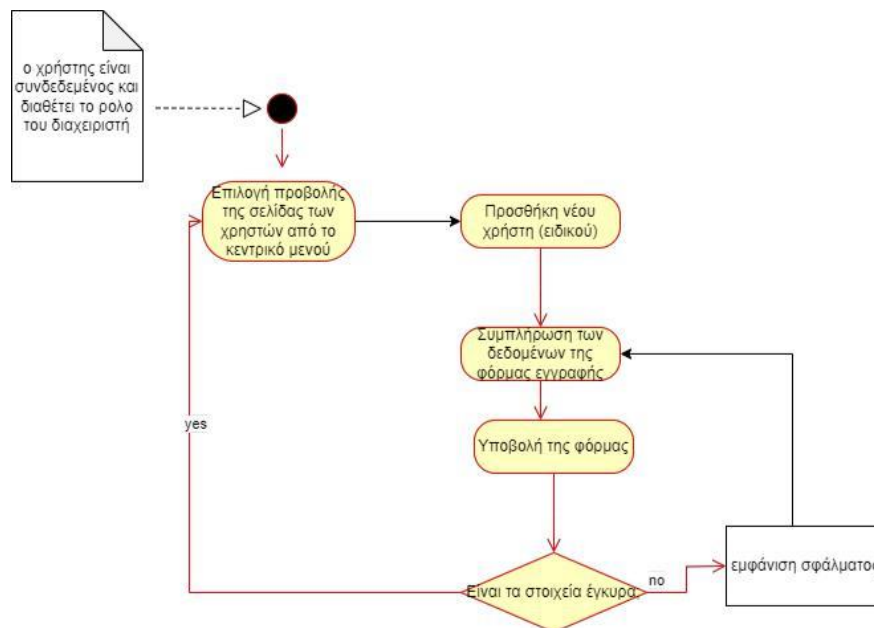 ο χρήστης είναι
συνδεδεμένος και
διαθέτει το ρολο
του διαχειριστή
Επιλογή προβολής
της σελίδας των
χρηστών από το
κεντρικό μενού
Προσθήκη νέου
χρήστη (ειδικού)
Συμπλήρωση των
δεδομένων της
φόρμας εγγραφής
Υποβολή της φόρμας
yes
Είναι τα στοιχεία έγκυρα;
no
εμφάνιση σφάλματος